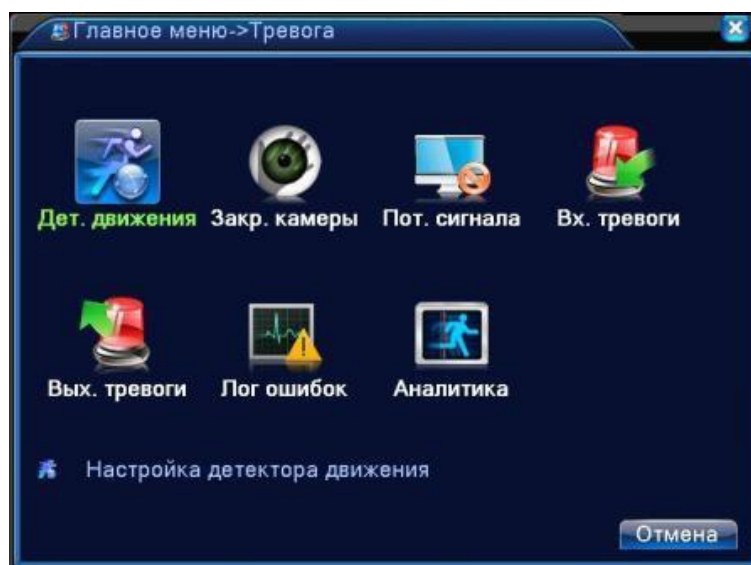 Главное меню->Тревога
Дет. движения Закр. камеры Пот. сигнала Вх. тревоги
Вых. тревоги Лог ошибок Аналитика
Настройка детектора движения
Отмена